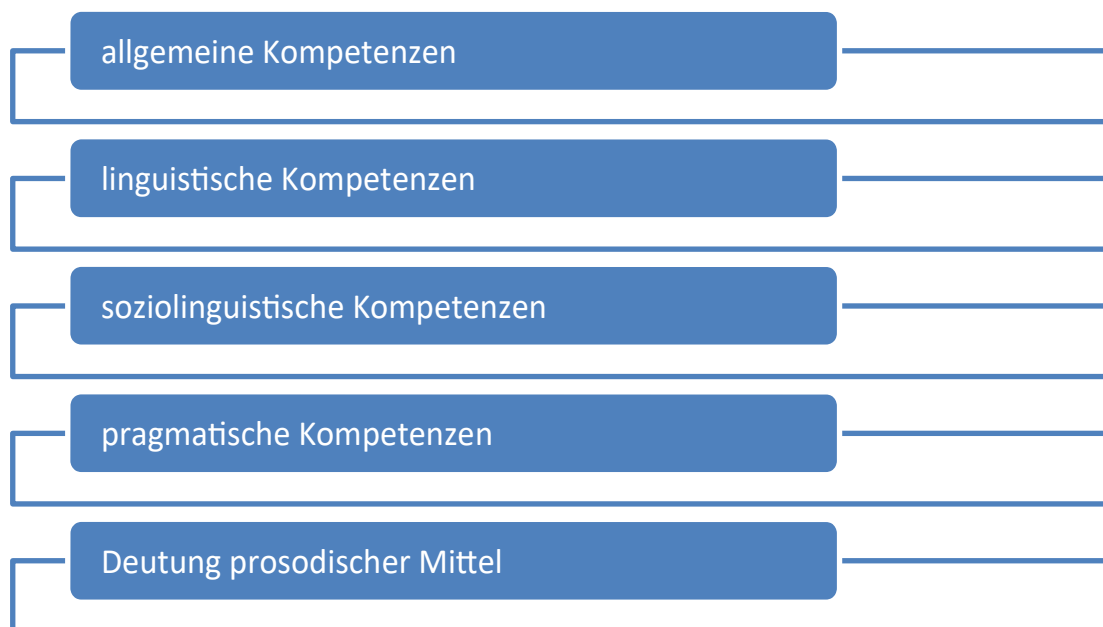 allgemeine Kompetenzen
linguistische Kompetenzen
soziolinguistische Kompetenzen
pragmatische Kompetenzen
Deutung prosodischer Mittel